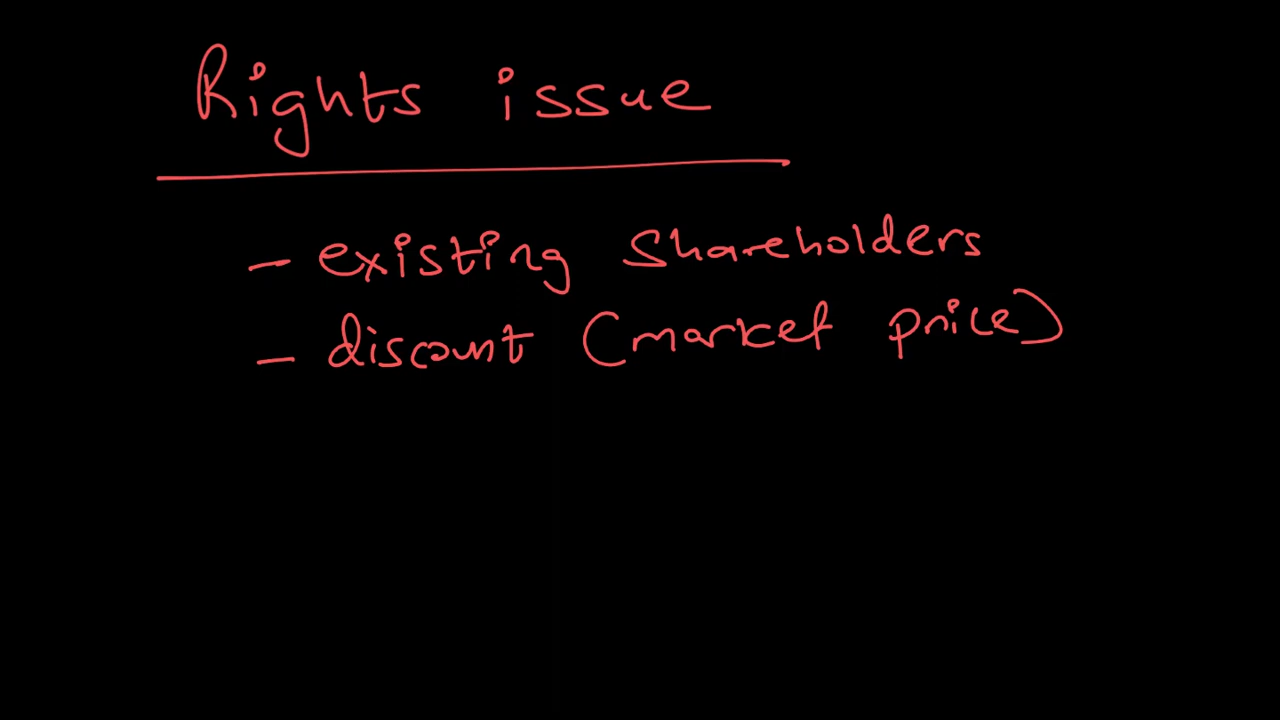 Rights issue
- existing Shareholders
- discount (market price)